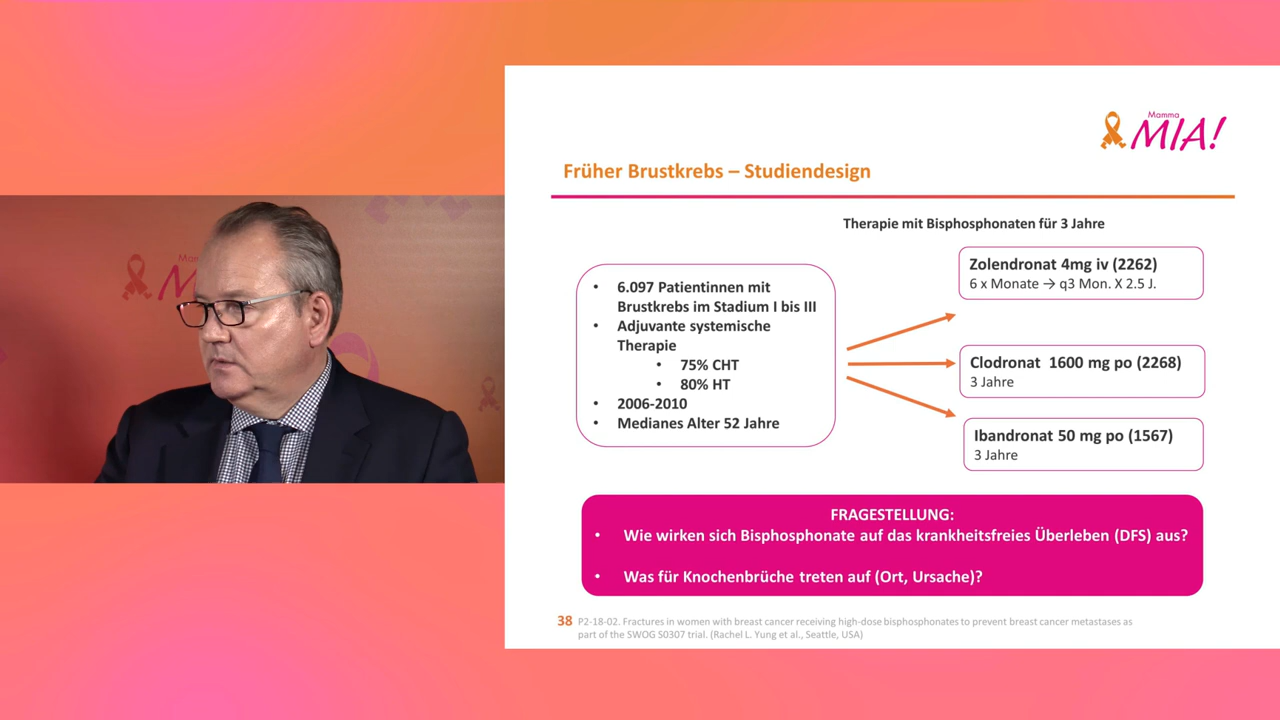 Mamma
MIA!
Früher Brustkrebs – Studiendesign
Therapie mit Bisphosphonaten für 3 Jahre
• 6.097 Patientinnen mit
Brustkrebs im Stadium I bis III
• Adjuvante systemische
Therapie
• 75% CHT
• 80% HT
• 2006-2010
• Medianes Alter 52 Jahre
Zolendronat 4mg iv (2262)
6 x Monate → q3 Mon. X 2.5 J.
Clodronat 1600 mg po (2268)
3 Jahre
Ibandronat 50 mg po (1567)
3 Jahre
FRAGESTELLUNG:
• Wie wirken sich Bisphosphonate auf das krankheitsfreies Überleben (DFS) aus?
• Was für Knochenbrüche treten auf (Ort, Ursache)?
38 P2-18-02. Fractures in women with breast cancer receiving high-dose bisphosphonates to prevent breast cancer metastases as
part of the SWOG S0307 trial. (Rachel L. Yung et al., Seattle, USA)